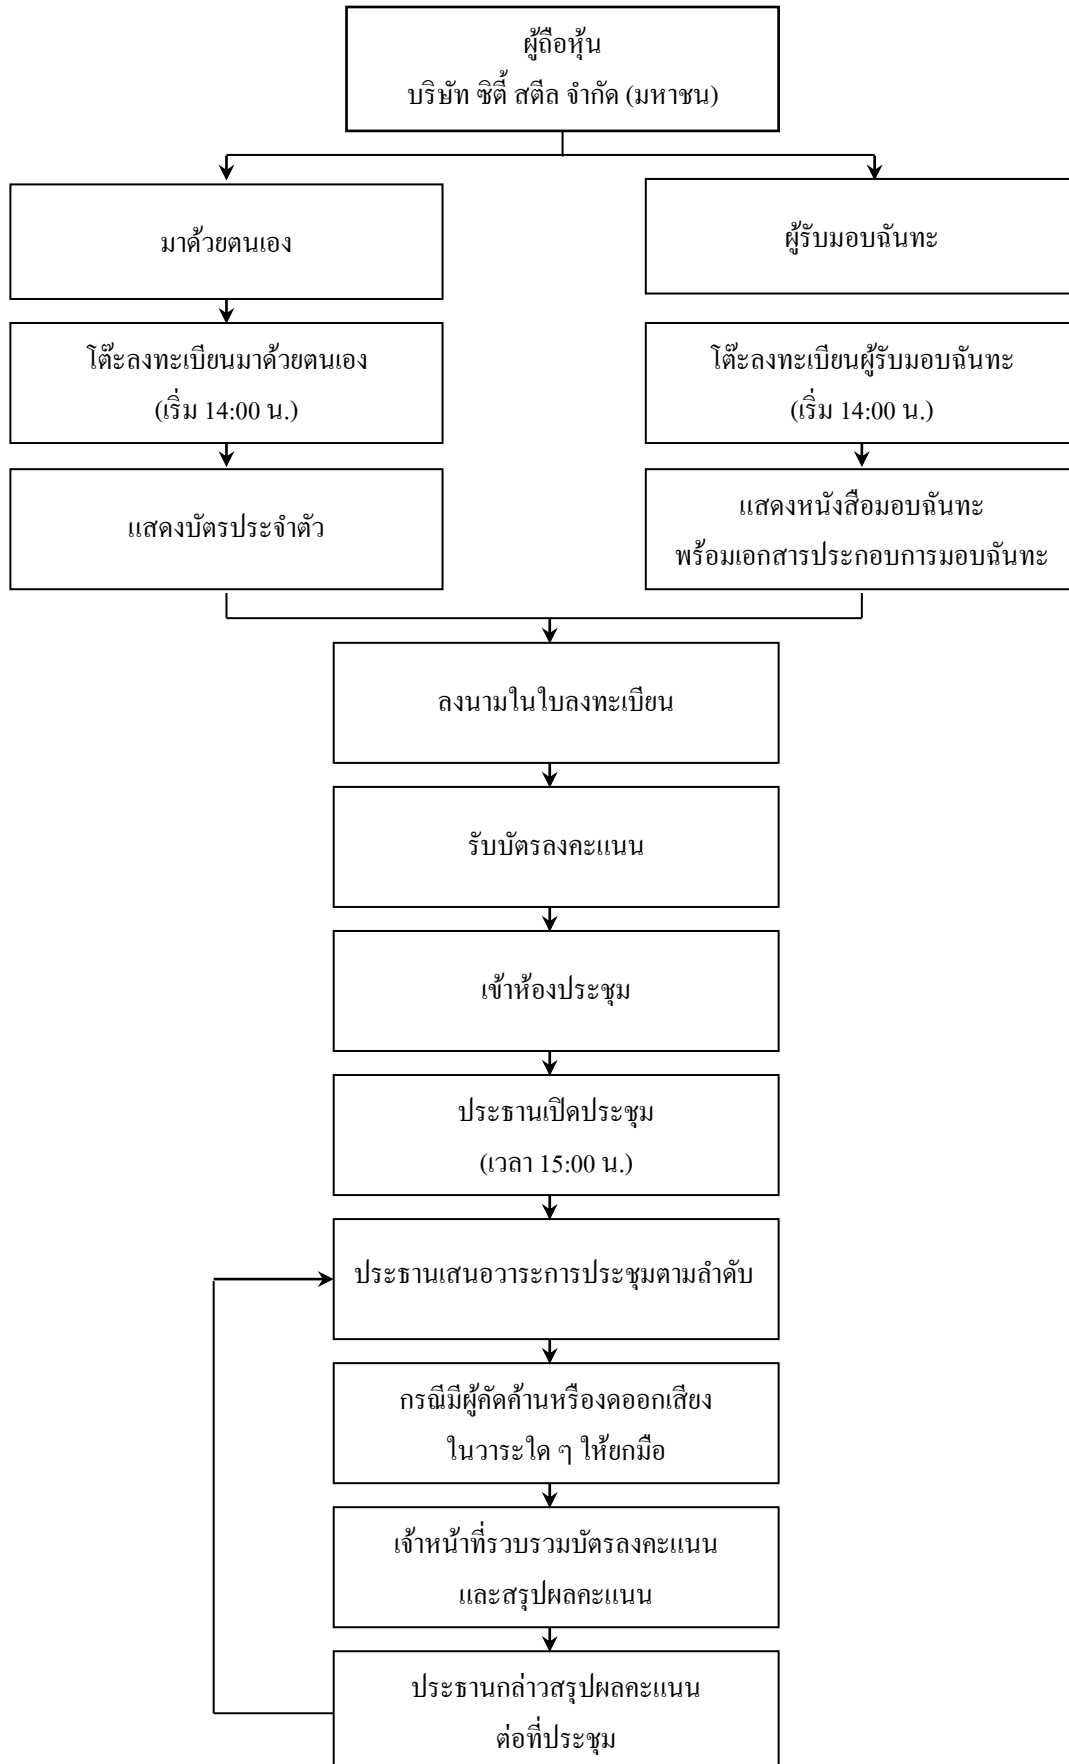 ผู้ถือหุ้น
บริษัท ซิตี้ สตีล จำกัด (มหาชน)
มาด้วยตนเอง
ผู้รับมอบฉันทะ
โต๊ะลงทะเบียนมาด้วยตนเอง
(เริ่ม 14:00 น.)
โต๊ะลงทะเบียนผู้รับมอบฉันทะ
(เริ่ม 14:00 น.)
แสดงบัตรประจำตัว
แสดงหนังสือมอบฉันทะ
พร้อมเอกสารประกอบการมอบฉันทะ
ลงนามในใบลงทะเบียน
รับบัตรลงคะแนน
เข้าห้องประชุม
ประธานเปิดประชุม
(เวลา 15:00 น.)
ประธานเสนอวาระการประชุมตามลำดับ
กรณีมีผู้คัดค้านหรืองดออกเสียง
ในวาระใด ๆ ให้ยกมือ
เจ้าหน้าที่รวบรวมบัตรลงคะแนน
และสรุปผลคะแนน
ประธานกล่าวสรุปผลคะแนน
ต่อที่ประชุม